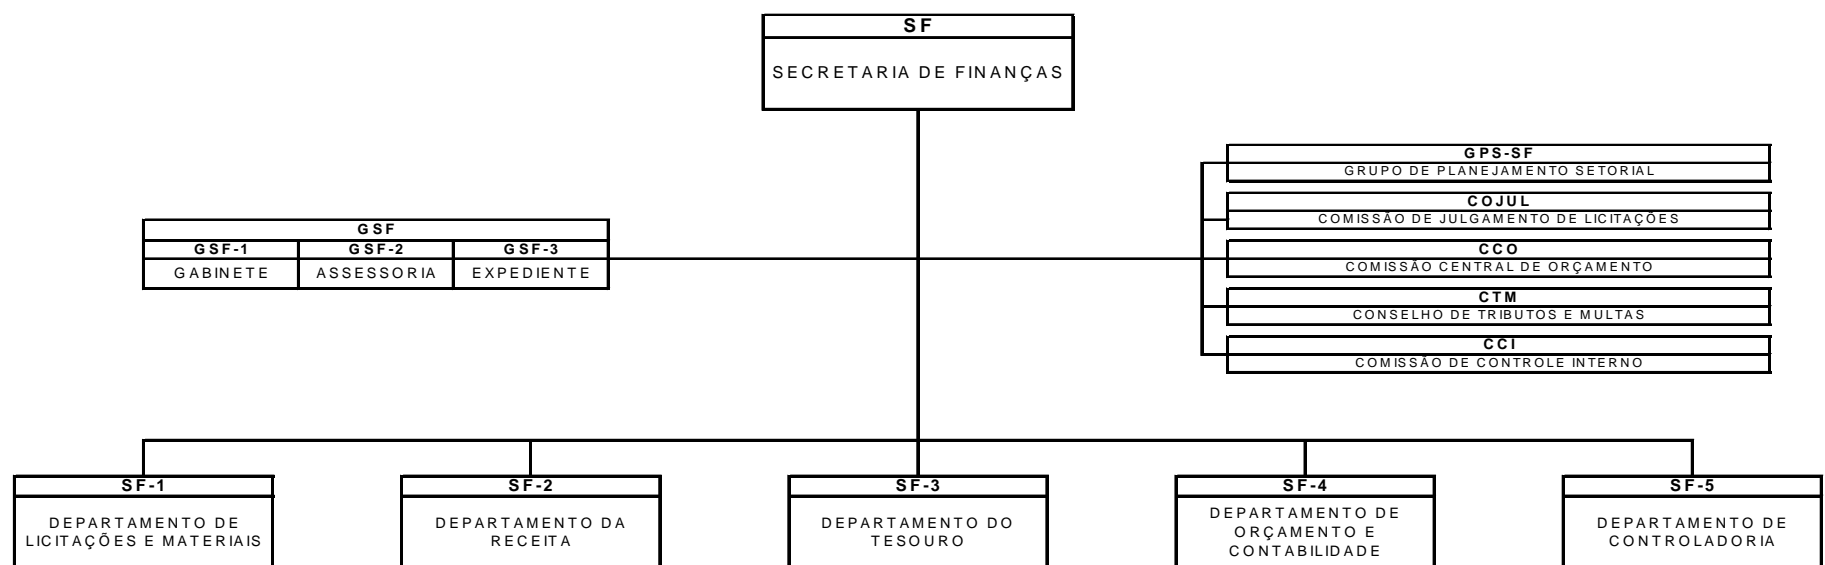 SF
SECRETARIA DE FINANÇAS
GPS-SF
GRUPO DE PLANEJAMENTO SETORIAL
COJUL
COMISSÃO DE JULGAMENTO DE LICITAÇÕES
GSF
GSF-1 GSF-2 GSF-3
GABINETE ASSESSORIA EXPEDIENTE
CCO
COMISSÃO CENTRAL DE ORÇAMENTO
CTM
CONSELHO DE TRIBUTOS E MULTAS
CCI
COMISSÃO DE CONTROLE INTERNO
SF-1
DEPARTAMENTO DE
LICITAÇÕES E MATERIAIS
SF-2
DEPARTAMENTO DA
RECEITA
SF-3
DEPARTAMENTO DO
TESOURO
SF-4
DEPARTAMENTO DE
ORÇAMENTO E
CONTABILIDADE
SF-5
DEPARTAMENTO DE
CONTROLADORIA